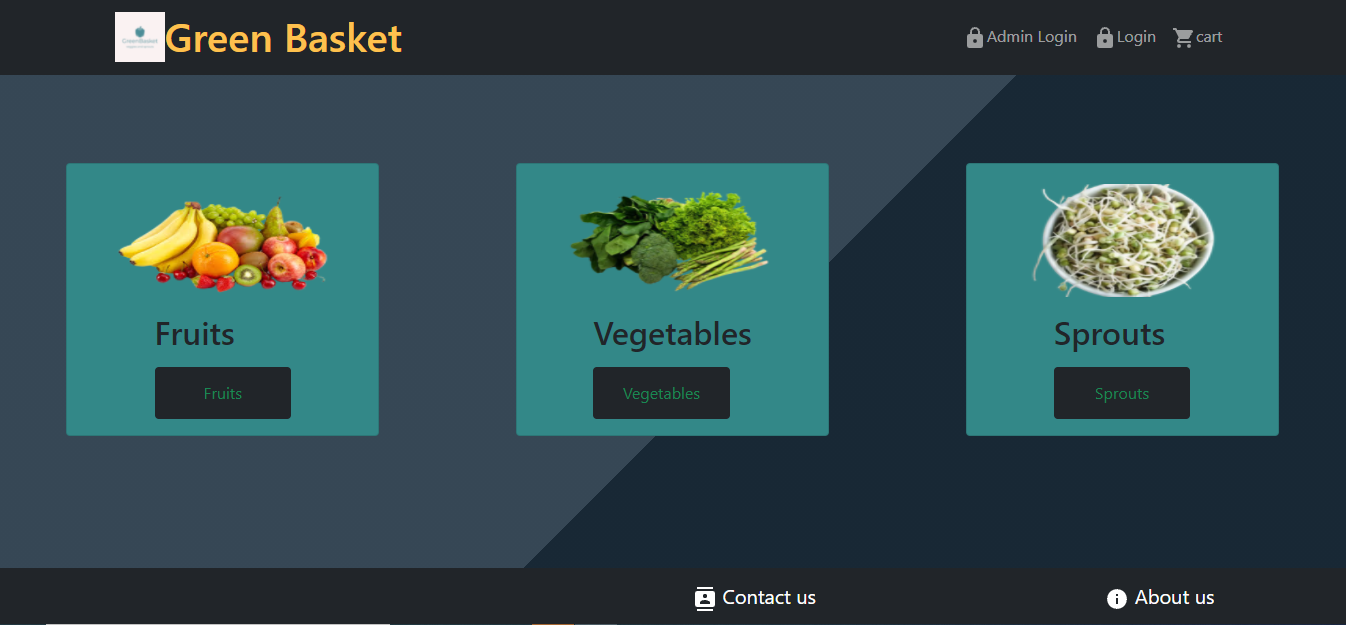 Green Basket
Admin Login
Login
cart
Fruits
Vegetables
Sprouts
Fruits
Vegetables
Sprouts
Contact us
About us